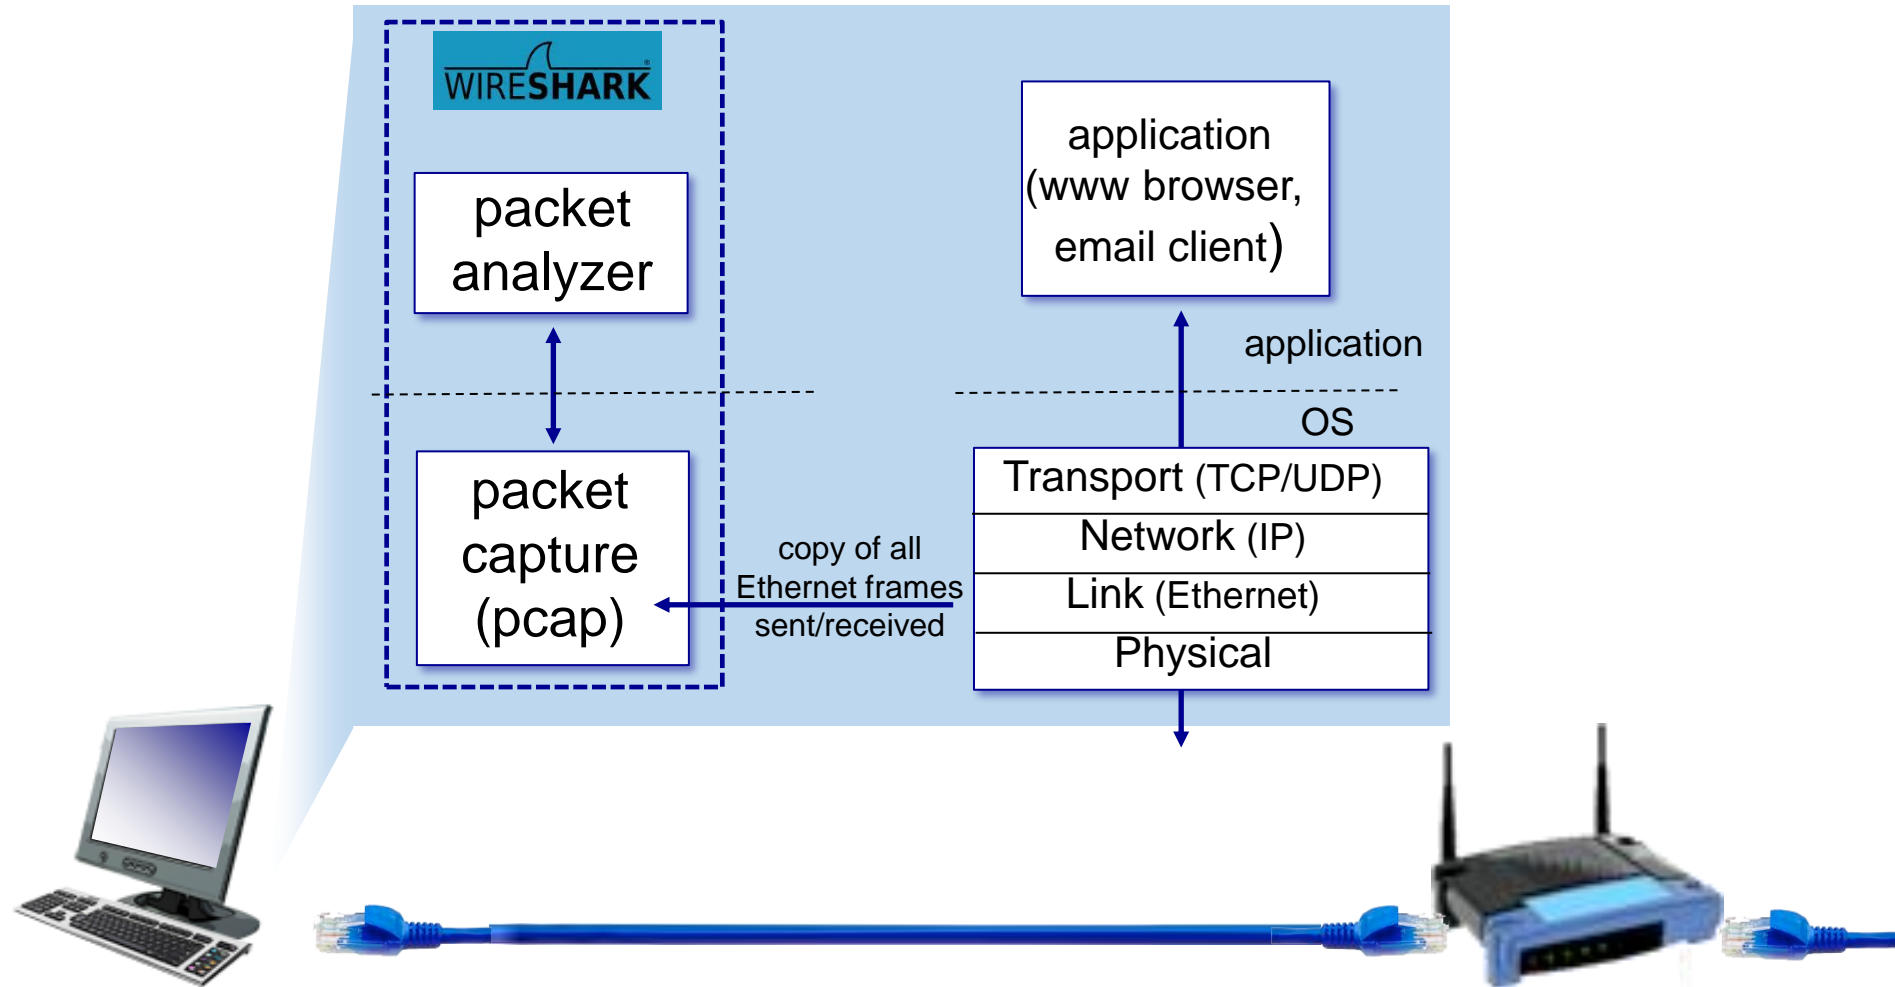 WIRESHARK
packet
analyzer
packet
capture
(pcap)
copy of all
Ethernet frames
sent/received
application
(www browser,
email client)
application
OS
Transport (TCP/UDP)
Network (IP)
Link (Ethernet)
Physical